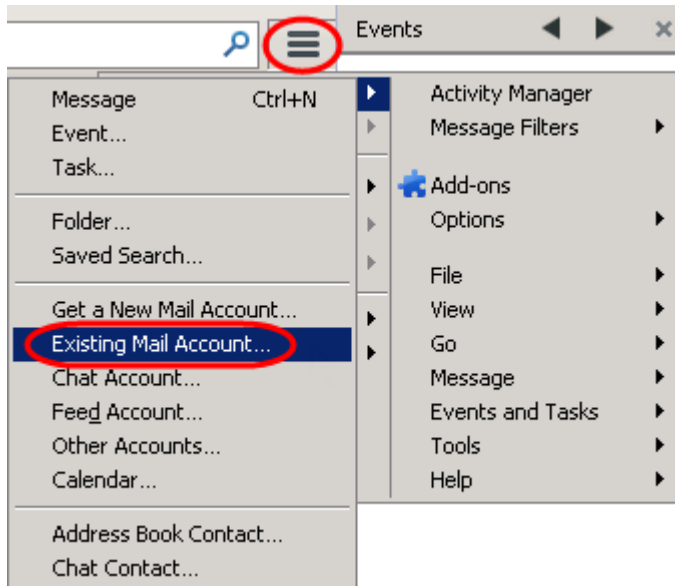 Events
Message Ctrl+N
Event...
Task...
Folder...
Saved Search...
Get a New Mail Account...
Existing Mail Account...
Chat Account...
Feed Account...
Other Accounts...
Calendar...
Address Book Contact...
Chat Contact...
Activity Manager
Message Filters
Add-ons
Options
File
View
Go
Message
Events and Tasks
Tools
Help